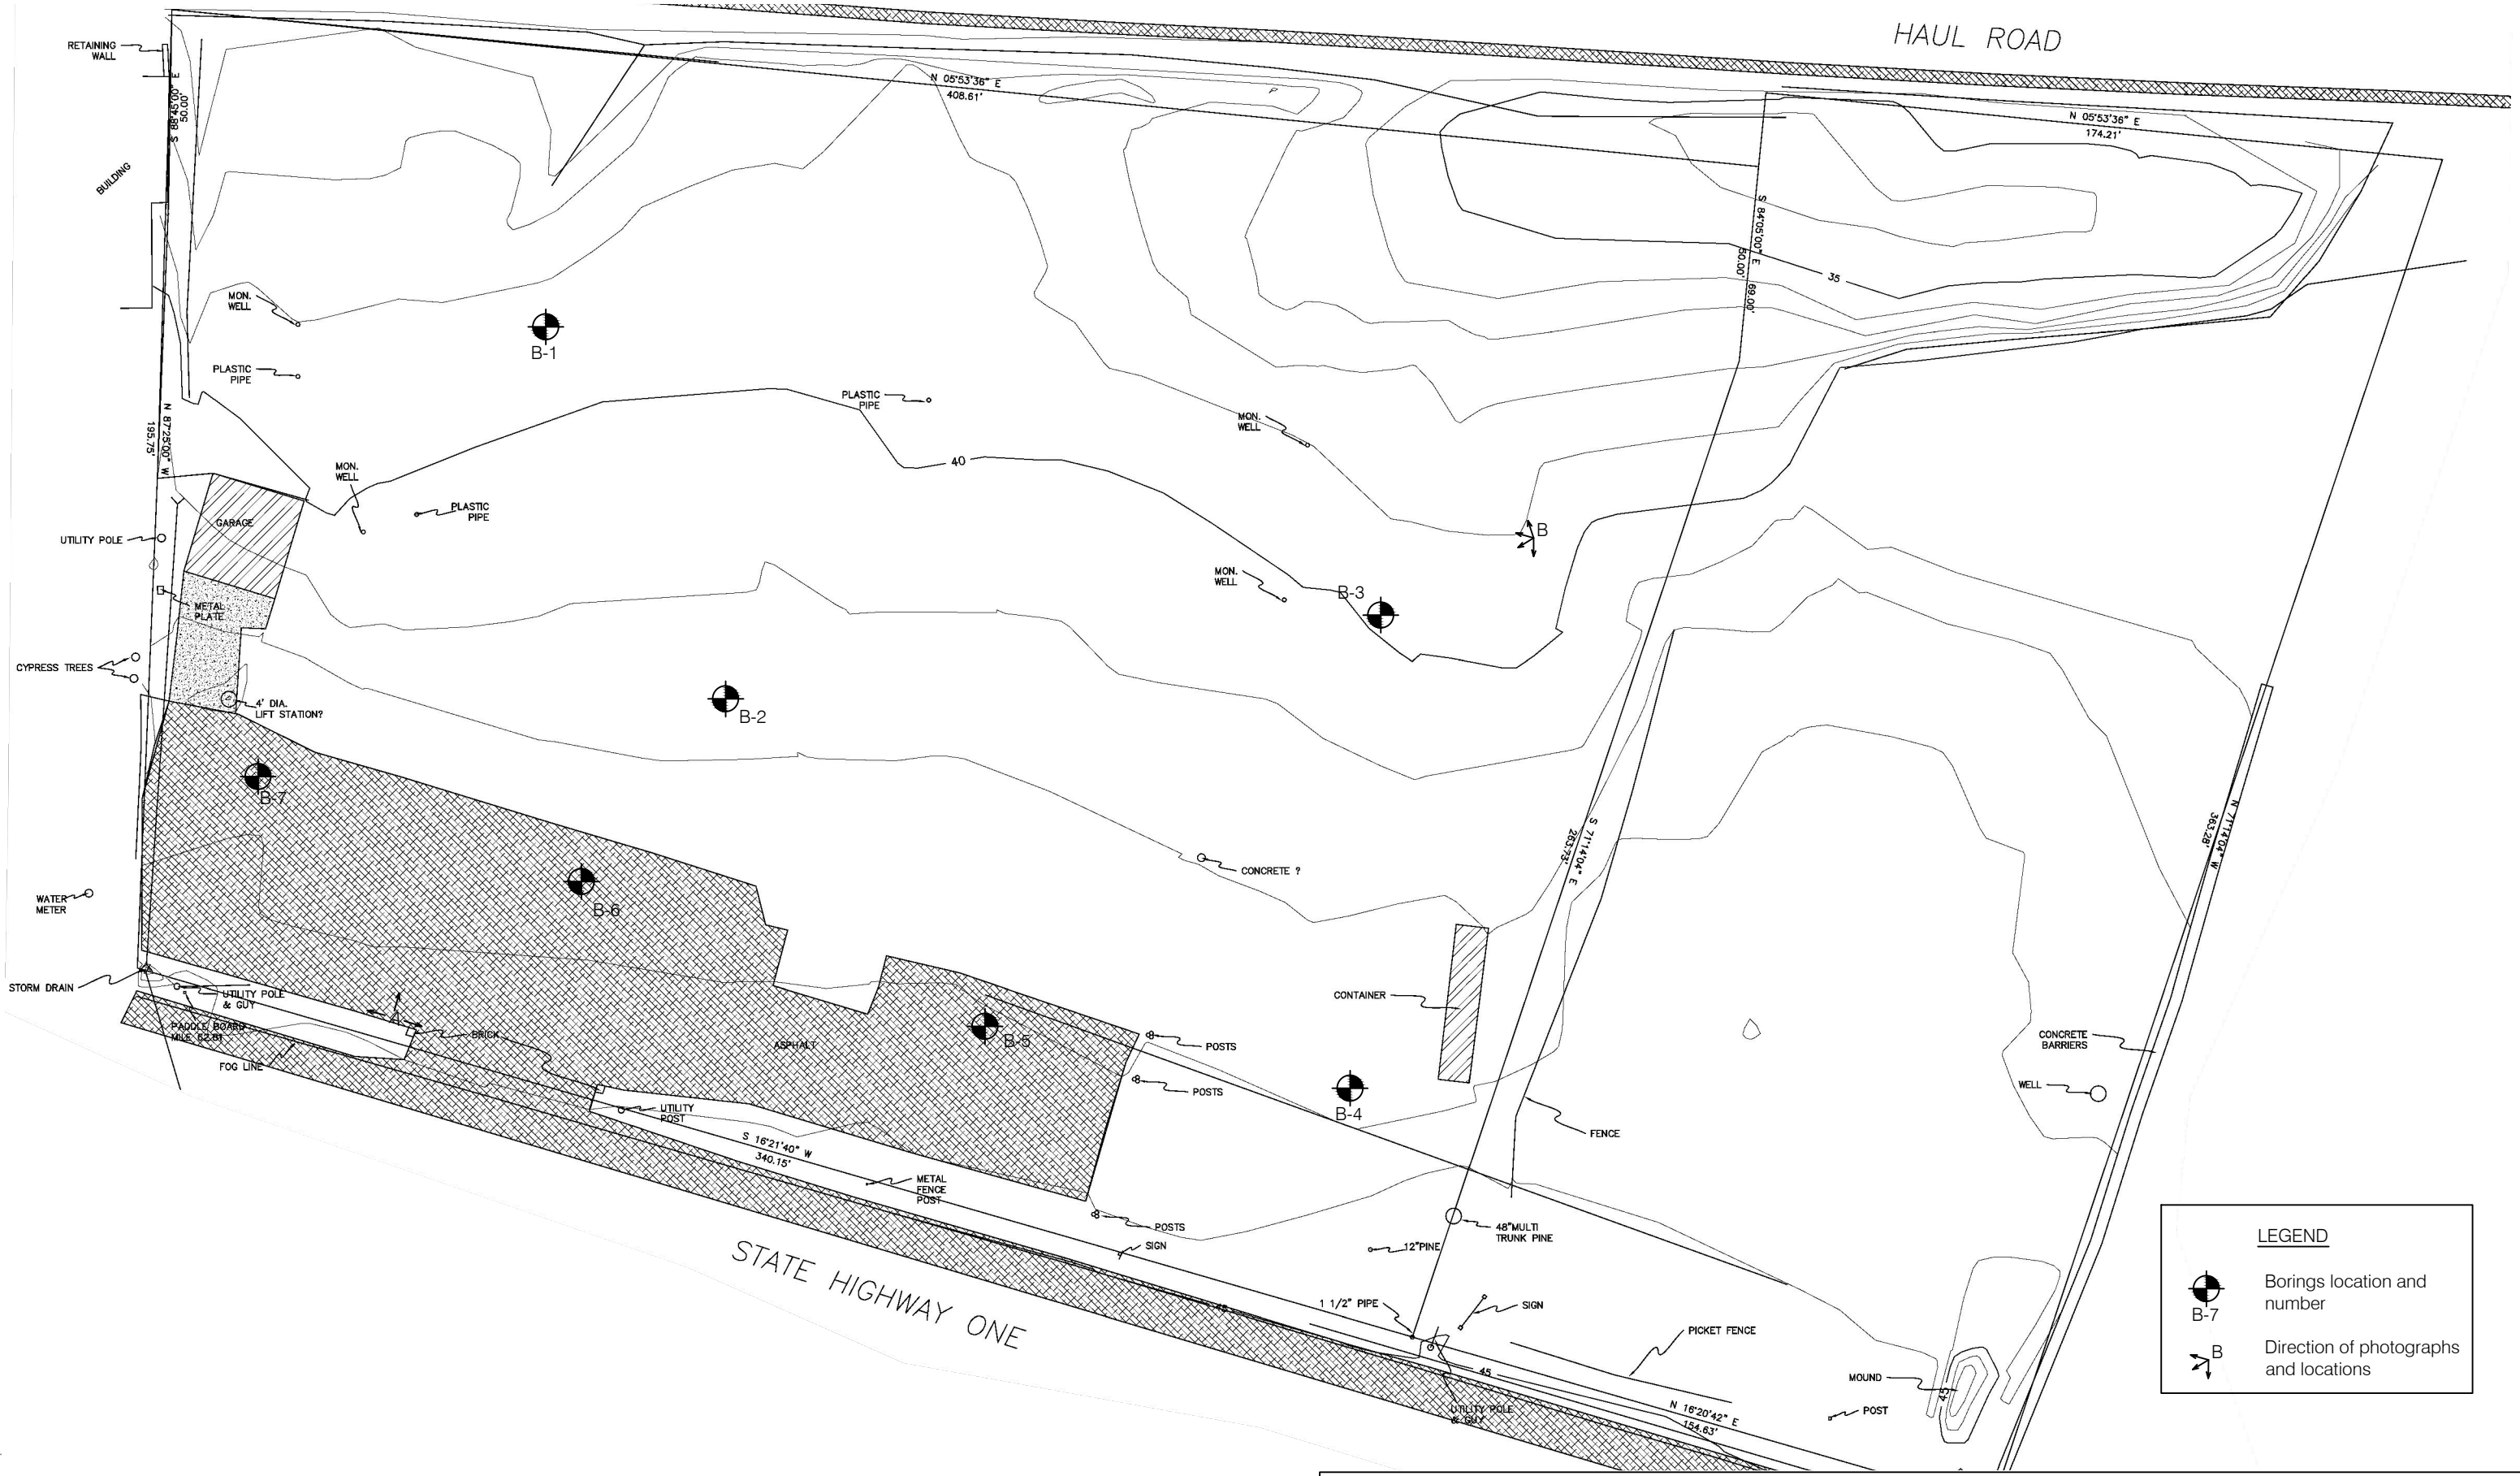 HAUL ROAD
RETAINING
WALL
S 88°45'00" E
50.00'
BUILDING
N 05°53'36" E
408.61'
N 05°53'36" E
174.21'
S 84°05'00" E
50.00'
69.00'
35
MON.
WELL
B-1
PLASTIC
PIPE
PLASTIC
PIPE
MON.
WELL
N 87°25'00" W
195.75'
40
MON.
WELL
PLASTIC
PIPE
GARAGE
UTILITY POLE
B
MON.
WELL
B-3
METAL
PLATE
CYPRESS TREES
4' DIA.
LIFT STATION?
B-2
B-7
S 71°14'04" E
263.73'
N 71°14'04" W
363.28'
CONCRETE ?
WATER
METER
B-6
STORM DRAIN
UTILITY POLE
& GUY
CONTAINER
PADDLE BOARD
MILE 62.81
A
BRICK
ASPHALT
B-5
POSTS
CONCRETE
BARRIERS
FOG LINE
POSTS
WELL
UTILITY
POST
B-4
FENCE
S 16°21'40" W
340.15'
METAL
FENCE
POST
POSTS
48"MULTI
TRUNK PINE
SIGN
12"PINE
STATE HIGHWAY ONE
1 1/2" PIPE
SIGN
PICKET FENCE
45
MOUND
45
UTILITY POLE
& GUY
N 16°20'42" E
154.63'
POST
LEGEND
B-7
Borings location and
number
B
Direction of photographs
and locations